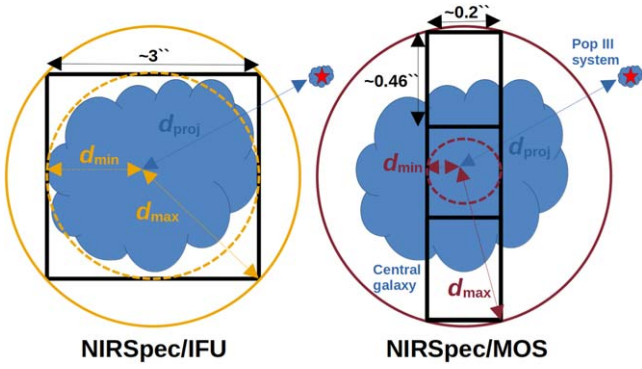 ~3``
d_proj
d_min
d_max
NIRSpec/IFU
~0.2``
Pop III
system
~0.46``
d_proj
d_min
Central
galaxy
d_max
NIRSpec/MOS